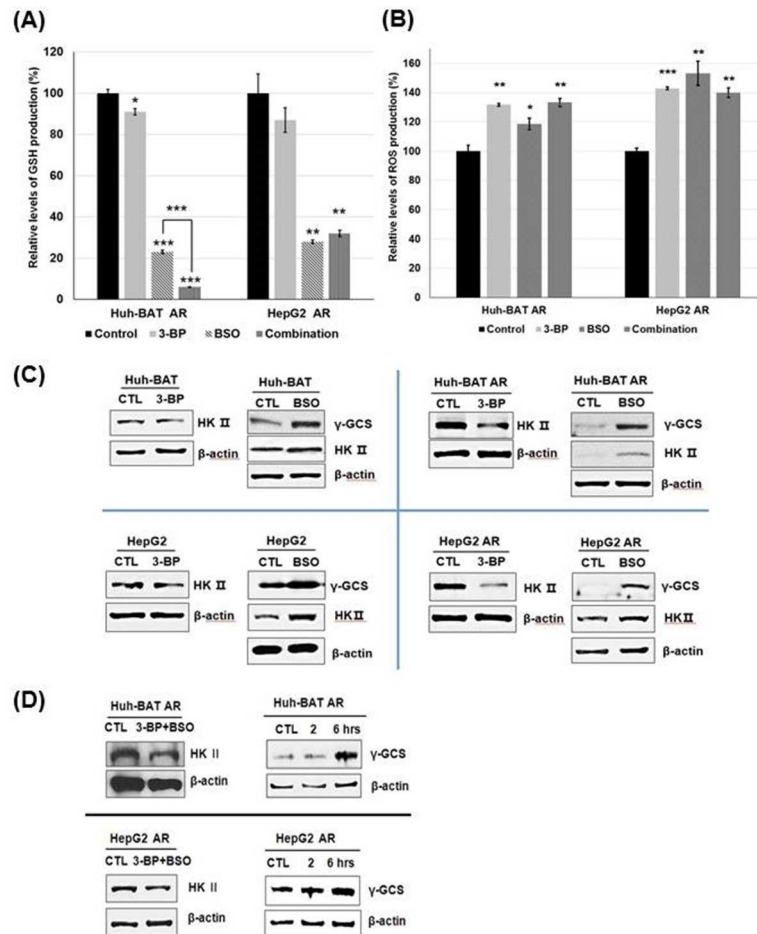 (A)
Relative levels of GSH production (%)
120
100
80
60
40
20
0
*
***
***
***
**
**
Huh-BAT AR HepG2 AR
Control 3-BP BSO Combination
(B)
Relative levels of ROS production (%)
160
140
120
100
80
60
40
20
0
**
*
**
***
**
**
Huh-BAT AR HepG2 AR
Control 3-BP BSO Combination
(C)
Huh-BAT
CTL 3-BP
HK II
β-actin
Huh-BAT
CTL BSO
γ-GCS
HK II
β-actin
Huh-BAT AR
CTL 3-BP
HK II
β-actin
Huh-BAT AR
CTL BSO
γ-GCS
HK II
β-actin
HepG2
CTL 3-BP
HK II
β-actin
HepG2
CTL BSO
γ-GCS
HK II
β-actin
HepG2 AR
CTL 3-BP
HK II
β-actin
HepG2 AR
CTL BSO
γ-GCS
HK II
β-actin
(D)
Huh-BAT AR
CTL 3-BP+BSO
HK II
β-actin
Huh-BAT AR
CTL 2 6 hrs
γ-GCS
β-actin
HepG2 AR
CTL 3-BP+BSO
HK II
β-actin
HepG2 AR
CTL 2 6 hrs
γ-GCS
β-actin